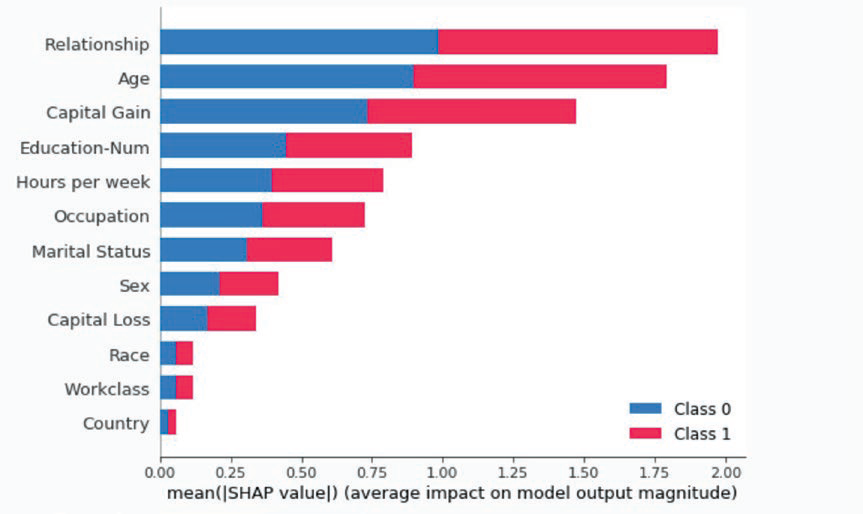 Relationship
Age
Capital Gain
Education-Num
Hours per week
Occupation
Marital Status
Sex
Capital Loss
Race
Workclass
Country
Class 0
Class 1
0.00 0.25 0.50 0.75 1.00 1.25 1.50 1.75 2.00
mean(|SHAP value|) (average impact on model output magnitude)